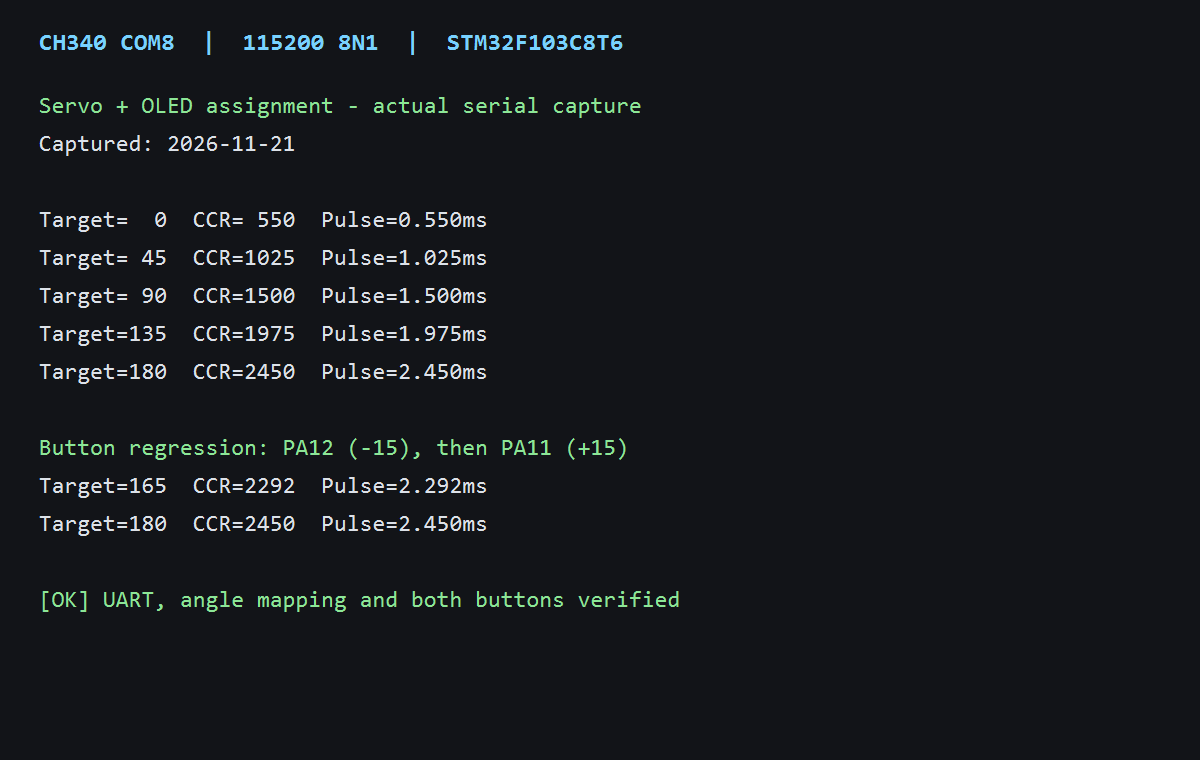 CH340 COM8  |  115200 8N1  |  STM32F103C8T6
Servo + OLED assignment - actual serial capture
Captured: 2026-11-21
Target=  0  CCR= 550  Pulse=0.550ms
Target= 45  CCR=1025  Pulse=1.025ms
Target= 90  CCR=1500  Pulse=1.500ms
Target=135  CCR=1975  Pulse=1.975ms
Target=180  CCR=2450  Pulse=2.450ms
Button regression: PA12 (-15), then PA11 (+15)
Target=165  CCR=2292  Pulse=2.292ms
Target=180  CCR=2450  Pulse=2.450ms
[OK] UART, angle mapping and both buttons verified